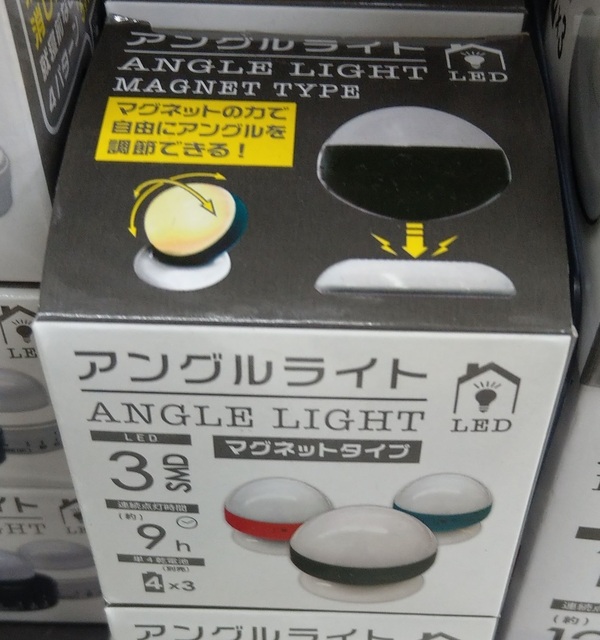 アングルライト
ANGLE LIGHT
MAGNET TYPE
LED
マグネットの力で
自由にアングルを
調節できる!
アングルライト
ANGLE LIGHT
LED
マグネットタイプ
LED
3 SMD
連続点灯時間
(約)
9h
単4乾電池
(別売)
4×3
アングルライト